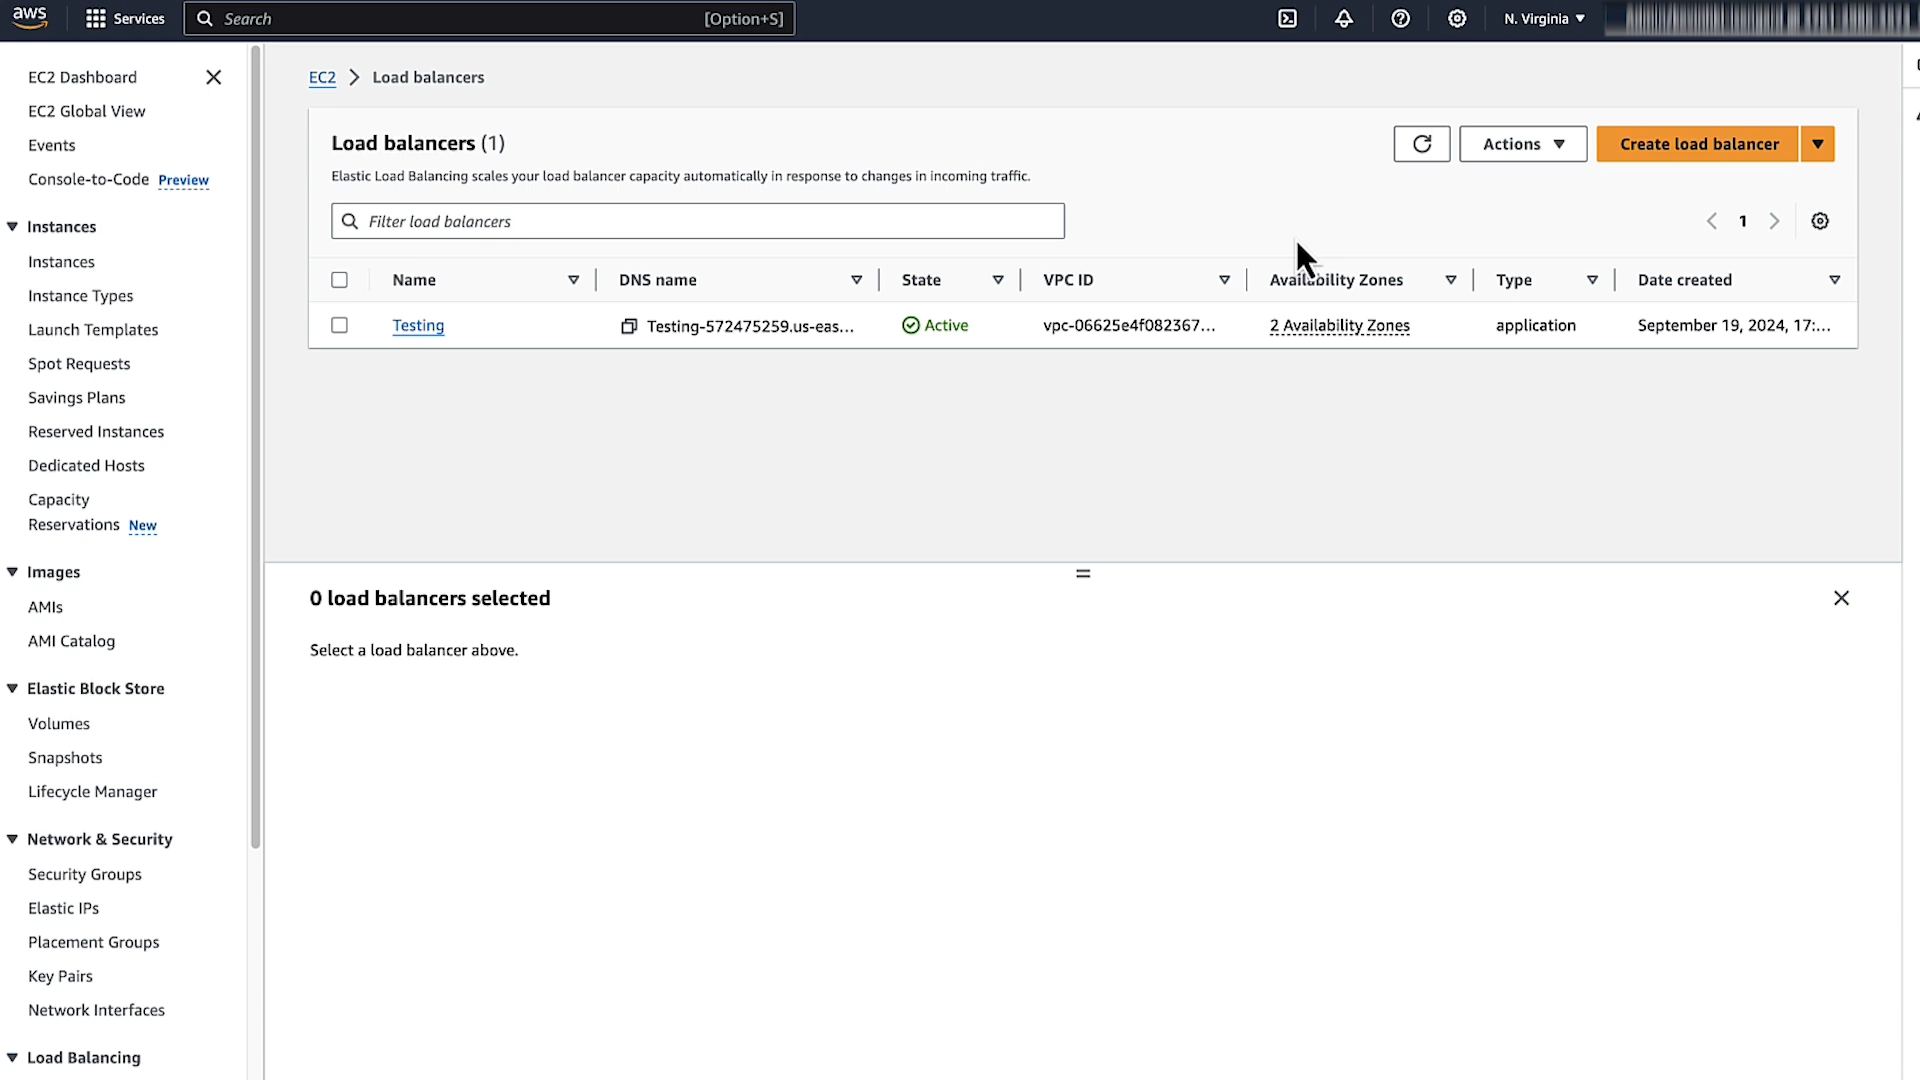 aws Services Search [Option+S] N. Virginia
EC2 Dashboard
EC2 Global View
Events
Console-to-Code Preview
Instances
Instances
Instance Types
Launch Templates
Spot Requests
Savings Plans
Reserved Instances
Dedicated Hosts
Capacity
Reservations New
Images
AMIs
AMI Catalog
Elastic Block Store
Volumes
Snapshots
Lifecycle Manager
Network & Security
Security Groups
Elastic IPs
Placement Groups
Key Pairs
Network Interfaces
Load Balancing
EC2 > Load balancers
Load balancers (1)
Actions
Create load balancer
Elastic Load Balancing scales your load balancer capacity automatically in response to changes in incoming traffic.
Filter load balancers
1
Name DNS name State VPC ID Availability Zones Type Date created
Testing Testing-572475259.us-eas... Active vpc-06625e4f082367... 2 Availability Zones application September 19, 2024, 17:...
0 load balancers selected
Select a load balancer above.